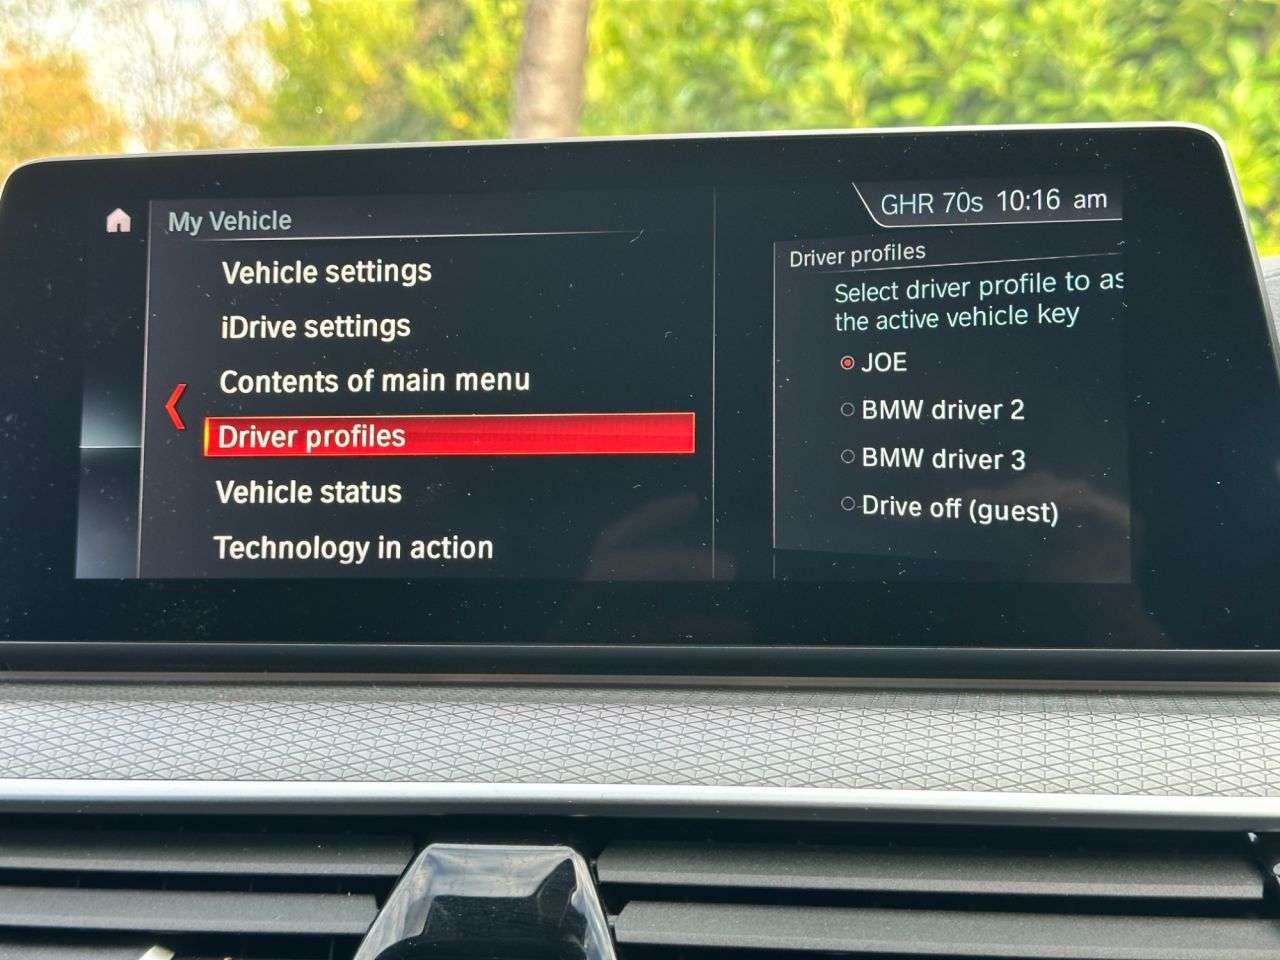 My Vehicle
Vehicle settings
iDrive settings
Contents of main menu
Driver profiles
Vehicle status
Technology in action
GHR 70s 10:16 am
Driver profiles
Select driver profile to as
the active vehicle key
JOE
BMW driver 2
BMW driver 3
Drive off (guest)